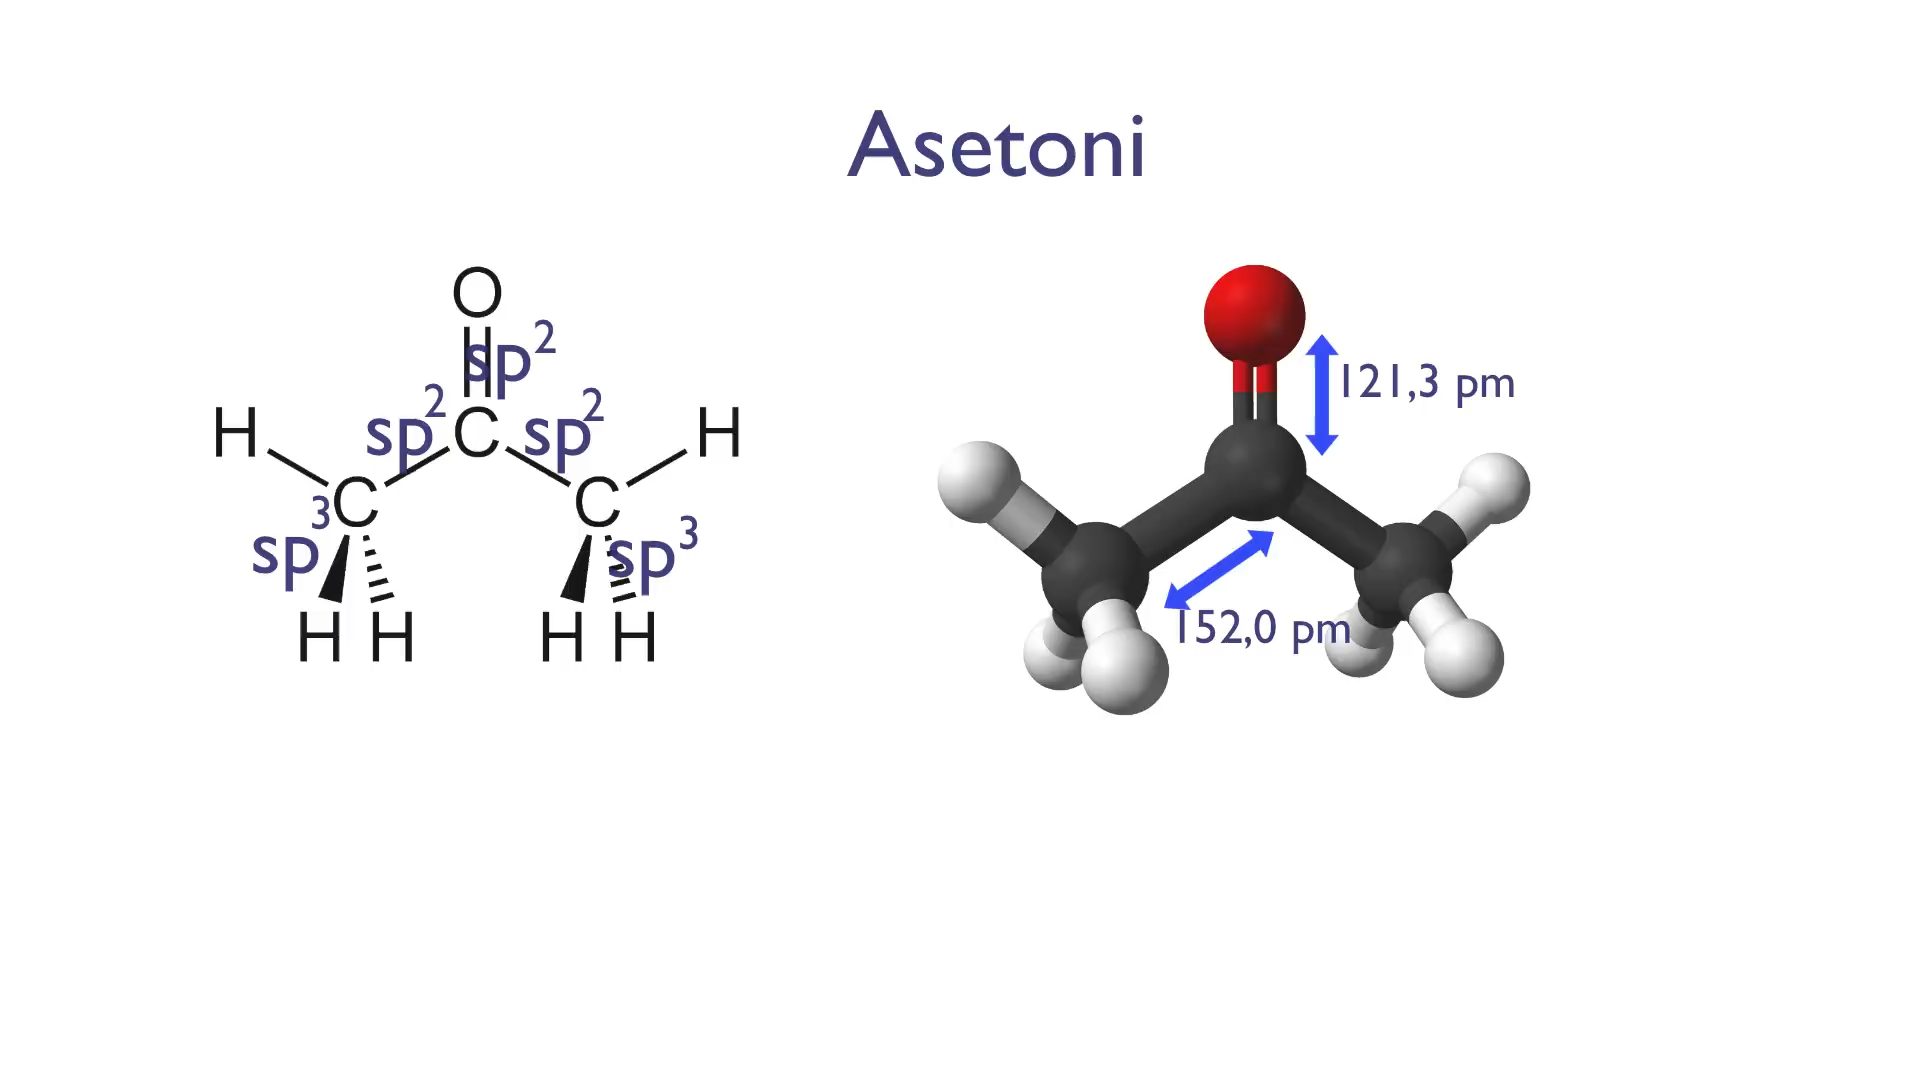 Asetoni
O
sp²
sp² C sp²
H H
³C C
sp sp³
H H H H
121,3 pm
152,0 pm